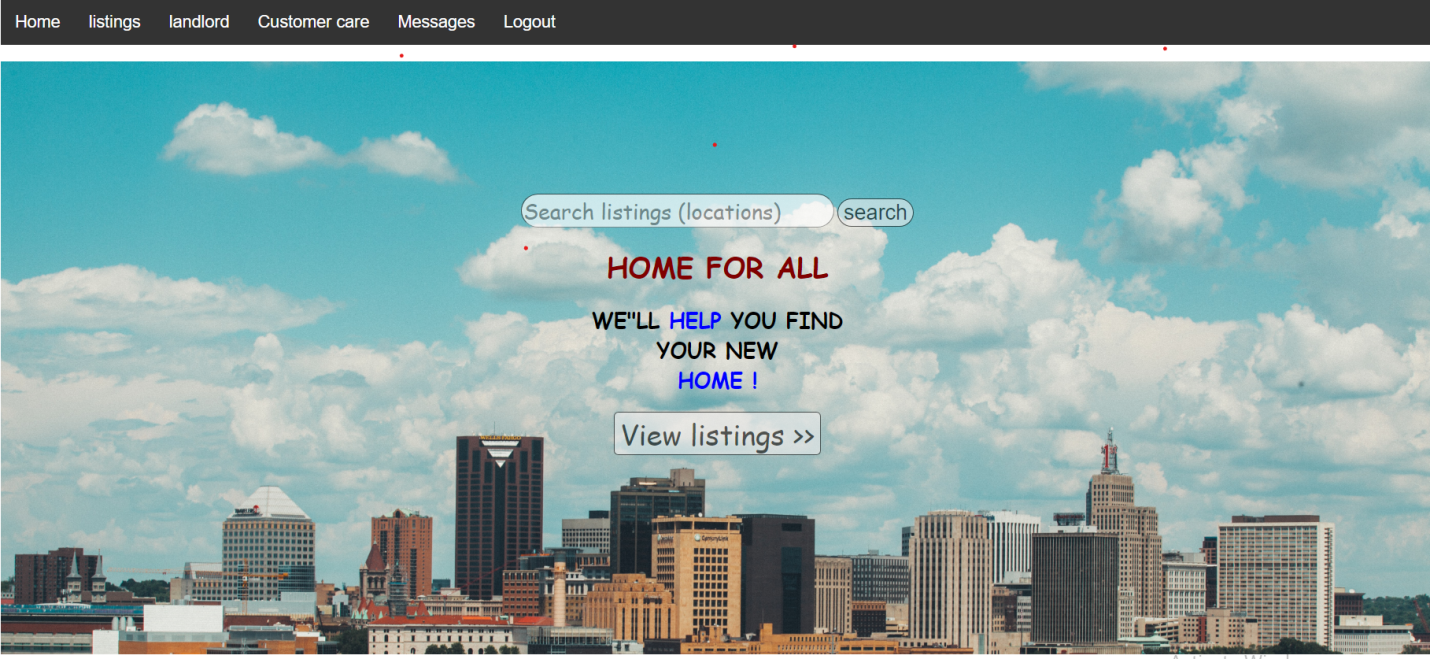 Home listings landlord Customer care Messages Logout
Search listings (locations) search
HOME FOR ALL
WE"LL HELP YOU FIND
YOUR NEW
HOME !
View listings >>